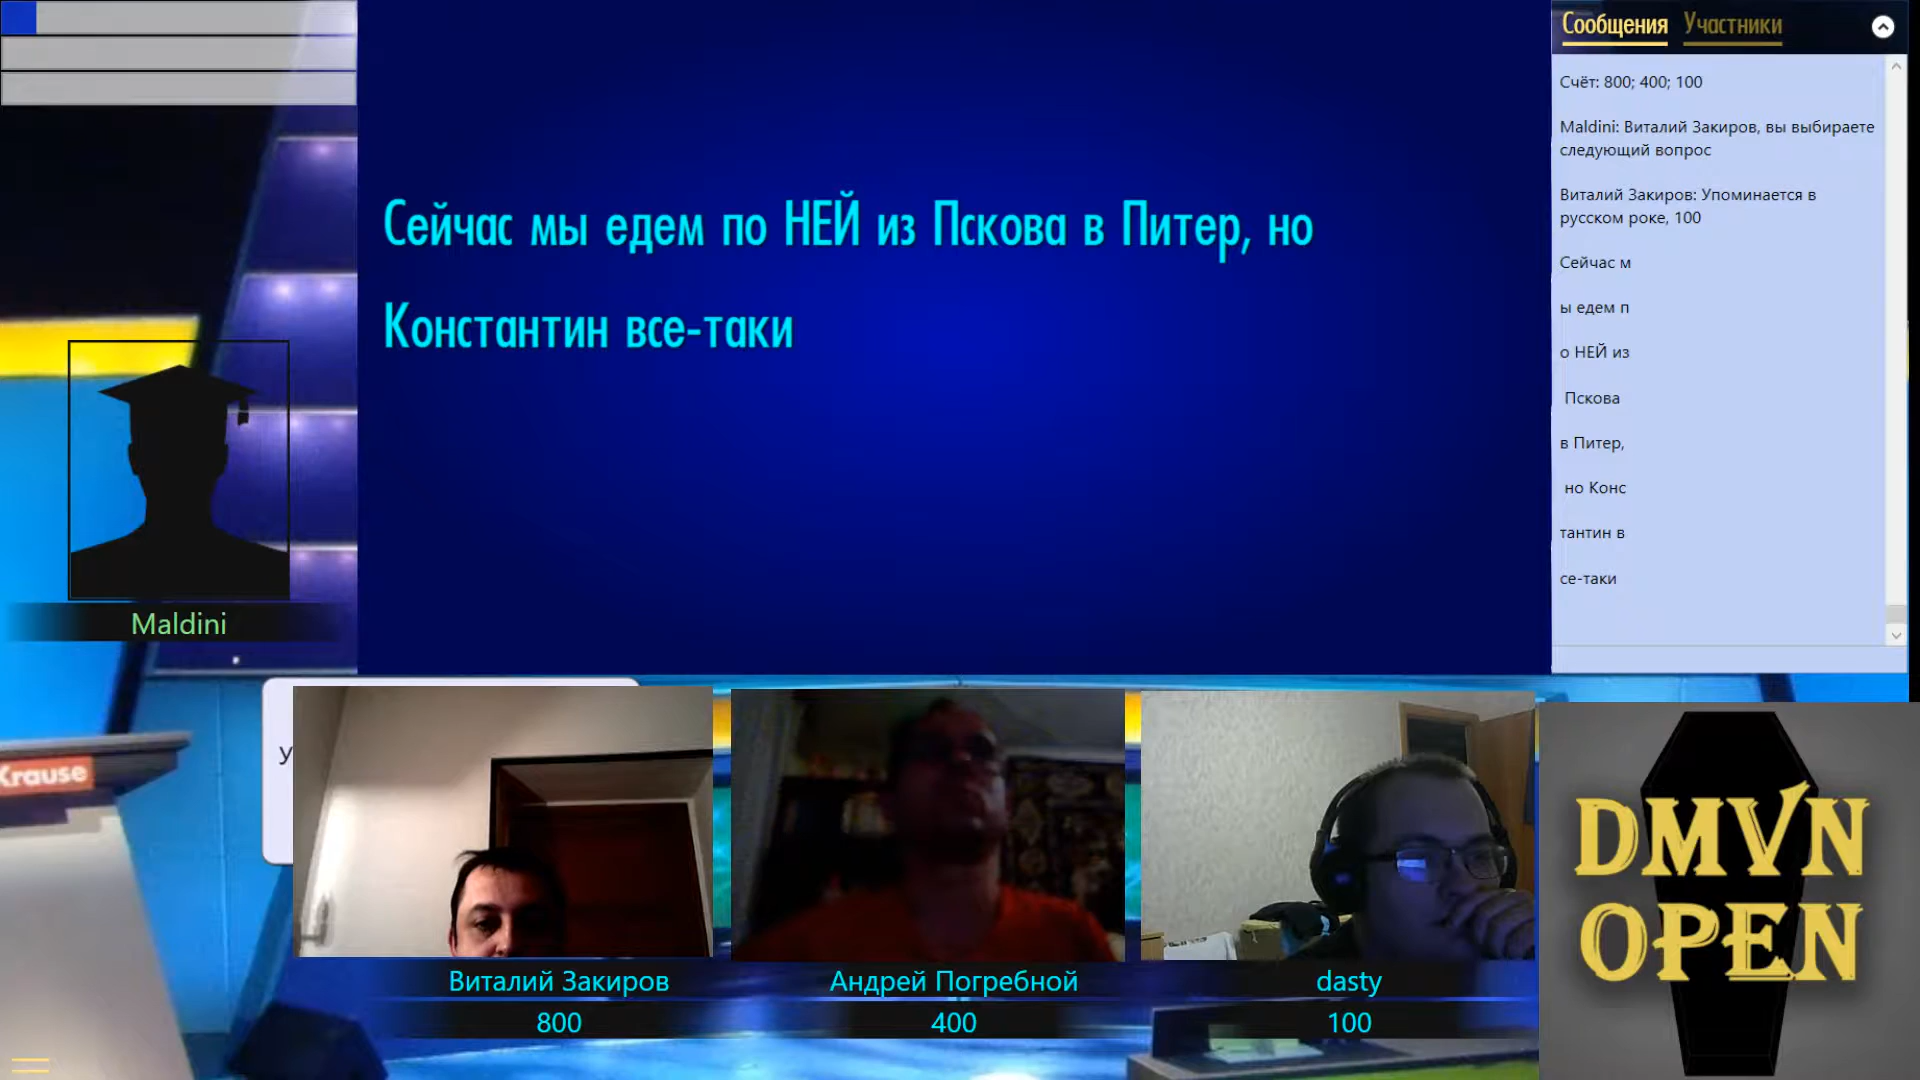 Сейчас мы едем по НЕЙ из Пскова в Питер, но
Константин все-таки
Сообщения Участники
Счёт: 800; 400; 100
Maldini: Виталий Закиров, вы выбираете
следующий вопрос
Виталий Закиров: Упоминается в
русском роке, 100
Сейчас м
ы едем п
о НЕЙ из
Пскова
в Питер,
но Конс
тантин в
се-таки
Maldini
Krause
У
Виталий Закиров
800
Андрей Погребной
400
dasty
100
DMVN
OPEN